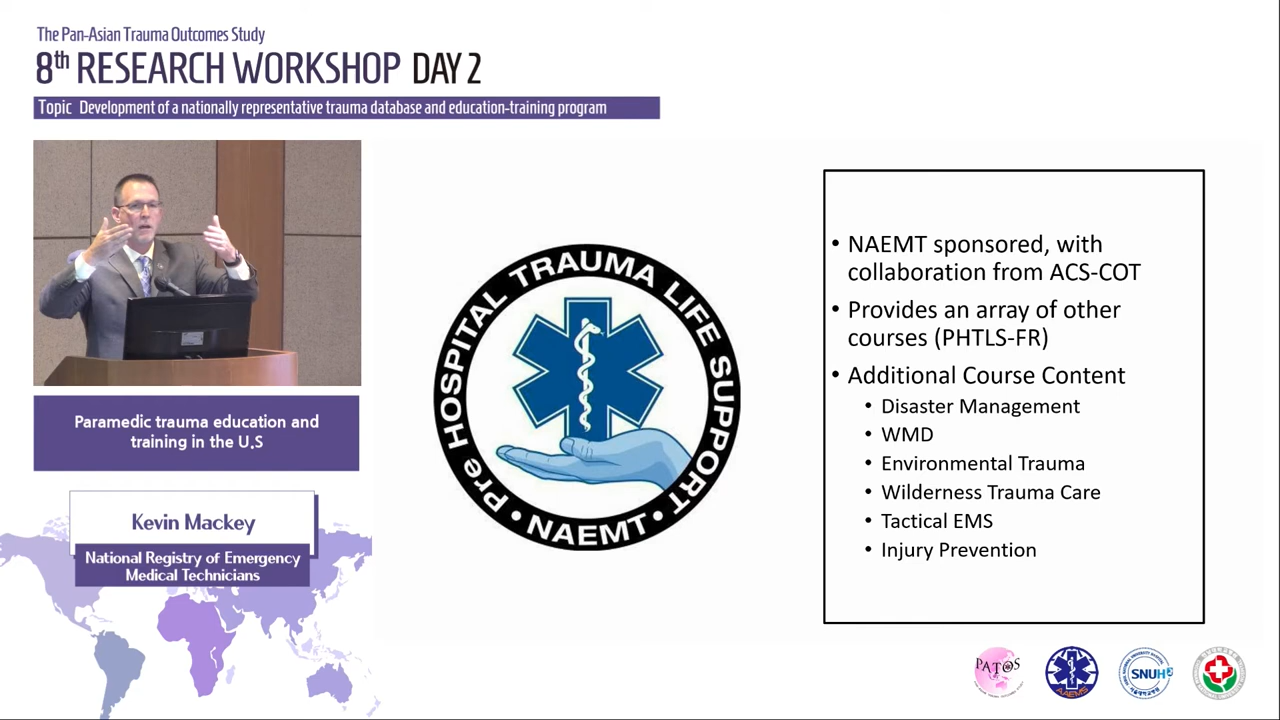 The Pan-Asian Trauma Outcomes Study
8th RESEARCH WORKSHOP DAY 2
Topic Development of a nationally representative trauma database and education-training program
Paramedic trauma education and
training in the U.S
Kevin Mackey
National Registry of Emergency
Medical Technicians
Pre HOSPITAL TRAUMA LIFE SUPPORT
• NAEMT •
• NAEMT sponsored, with
collaboration from ACS-COT
• Provides an array of other
courses (PHTLS-FR)
• Additional Course Content
• Disaster Management
• WMD
• Environmental Trauma
• Wilderness Trauma Care
• Tactical EMS
• Injury Prevention
PATOS
AAEMS
SNUH